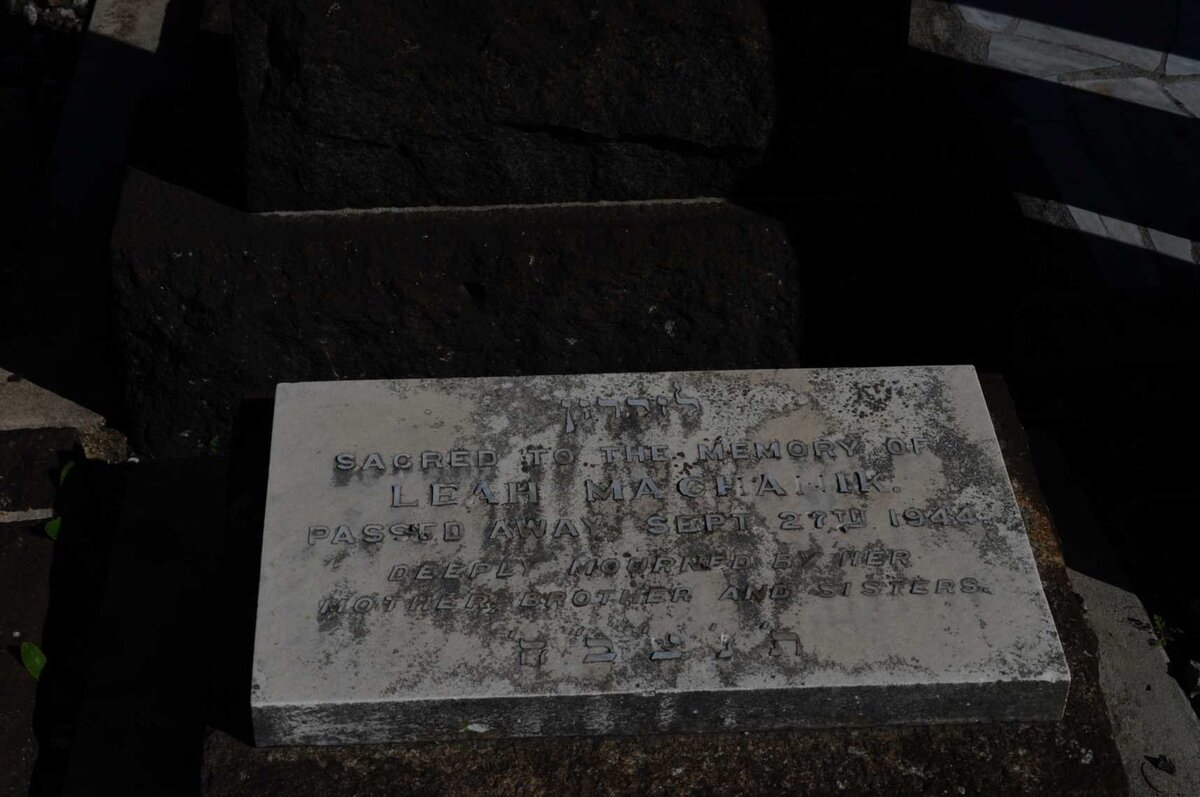 לזכרון
SACRED TO THE MEMORY OF
LEAH MACHANIK.
PASSED AWAY SEPT 27TH 1944.
DEEPLY MOURNED BY HER
MOTHER, BROTHER AND SISTERS.
ת' נ' צ' ב' ה'